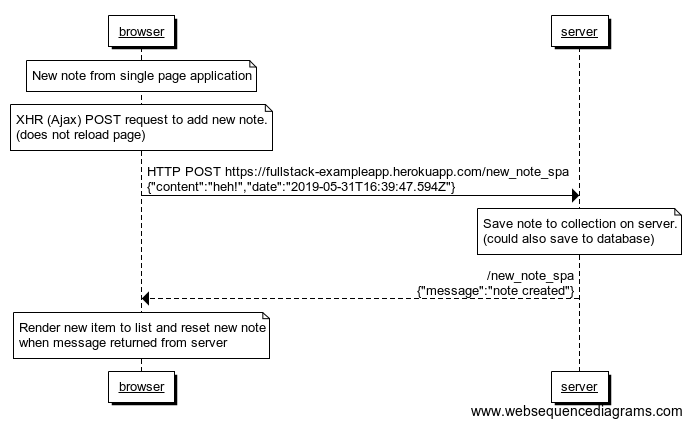 browser
server
New note from single page application
XHR (Ajax) POST request to add new note.
(does not reload page)
HTTP POST https://fullstack-exampleapp.herokuapp.com/new_note_spa
{"content":"heh!","date":"2019-05-31T16:39:47.594Z"}
Save note to collection on server.
(could also save to database)
/new_note_spa
{"message":"note created"}
Render new item to list and reset new note
when message returned from server
browser
server
www.websequencediagrams.com